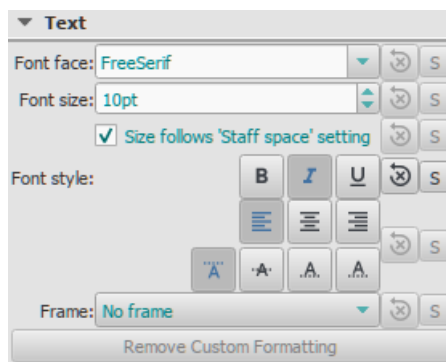 Text
Font face: FreeSerif S
Font size: 10pt S
Size follows 'Staff space' setting S
Font style: B I U S
S
A A A A
Frame: No frame S
Remove Custom Formatting